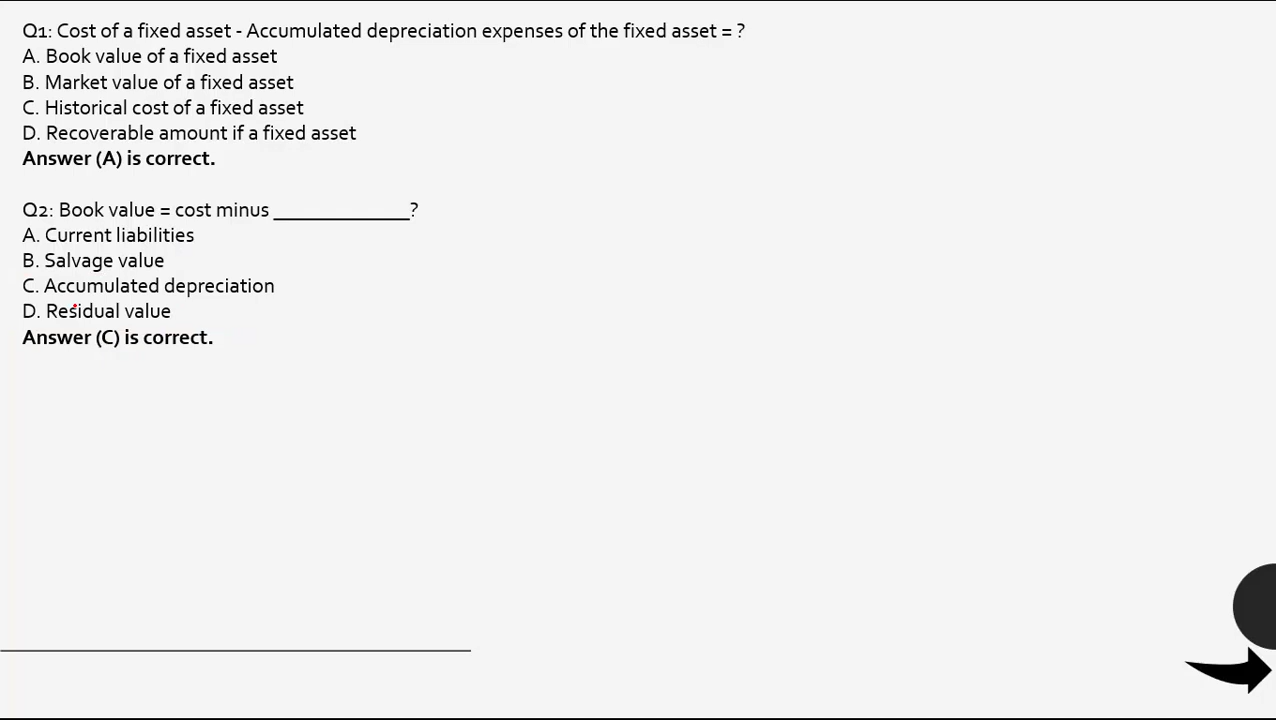 Q1: Cost of a fixed asset - Accumulated depreciation expenses of the fixed asset = ?
A. Book value of a fixed asset
B. Market value of a fixed asset
C. Historical cost of a fixed asset
D. Recoverable amount if a fixed asset
Answer (A) is correct.
Q2: Book value = cost minus _____________?
A. Current liabilities
B. Salvage value
C. Accumulated depreciation
D. Residual value
Answer (C) is correct.